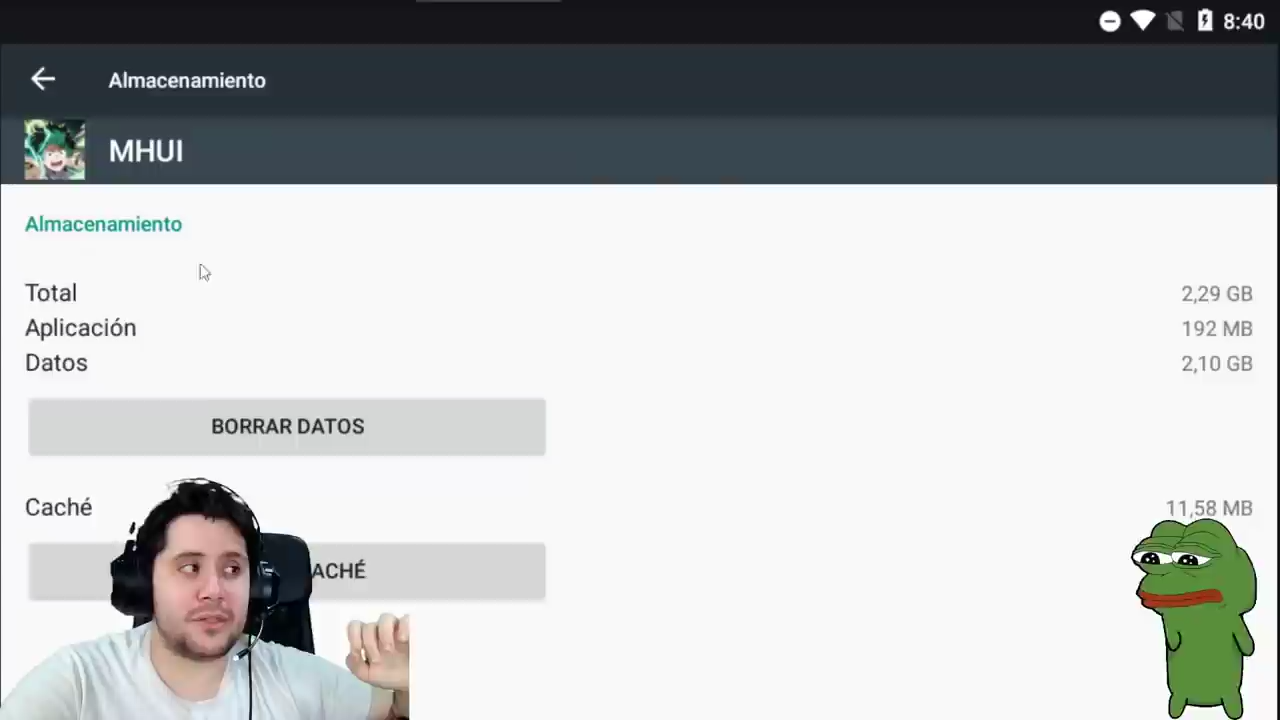 8:40
Almacenamiento
MHUI
Almacenamiento
Total 2,29 GB
Aplicación 192 MB
Datos 2,10 GB
BORRAR DATOS
Caché 11,58 MB
ACHÉ